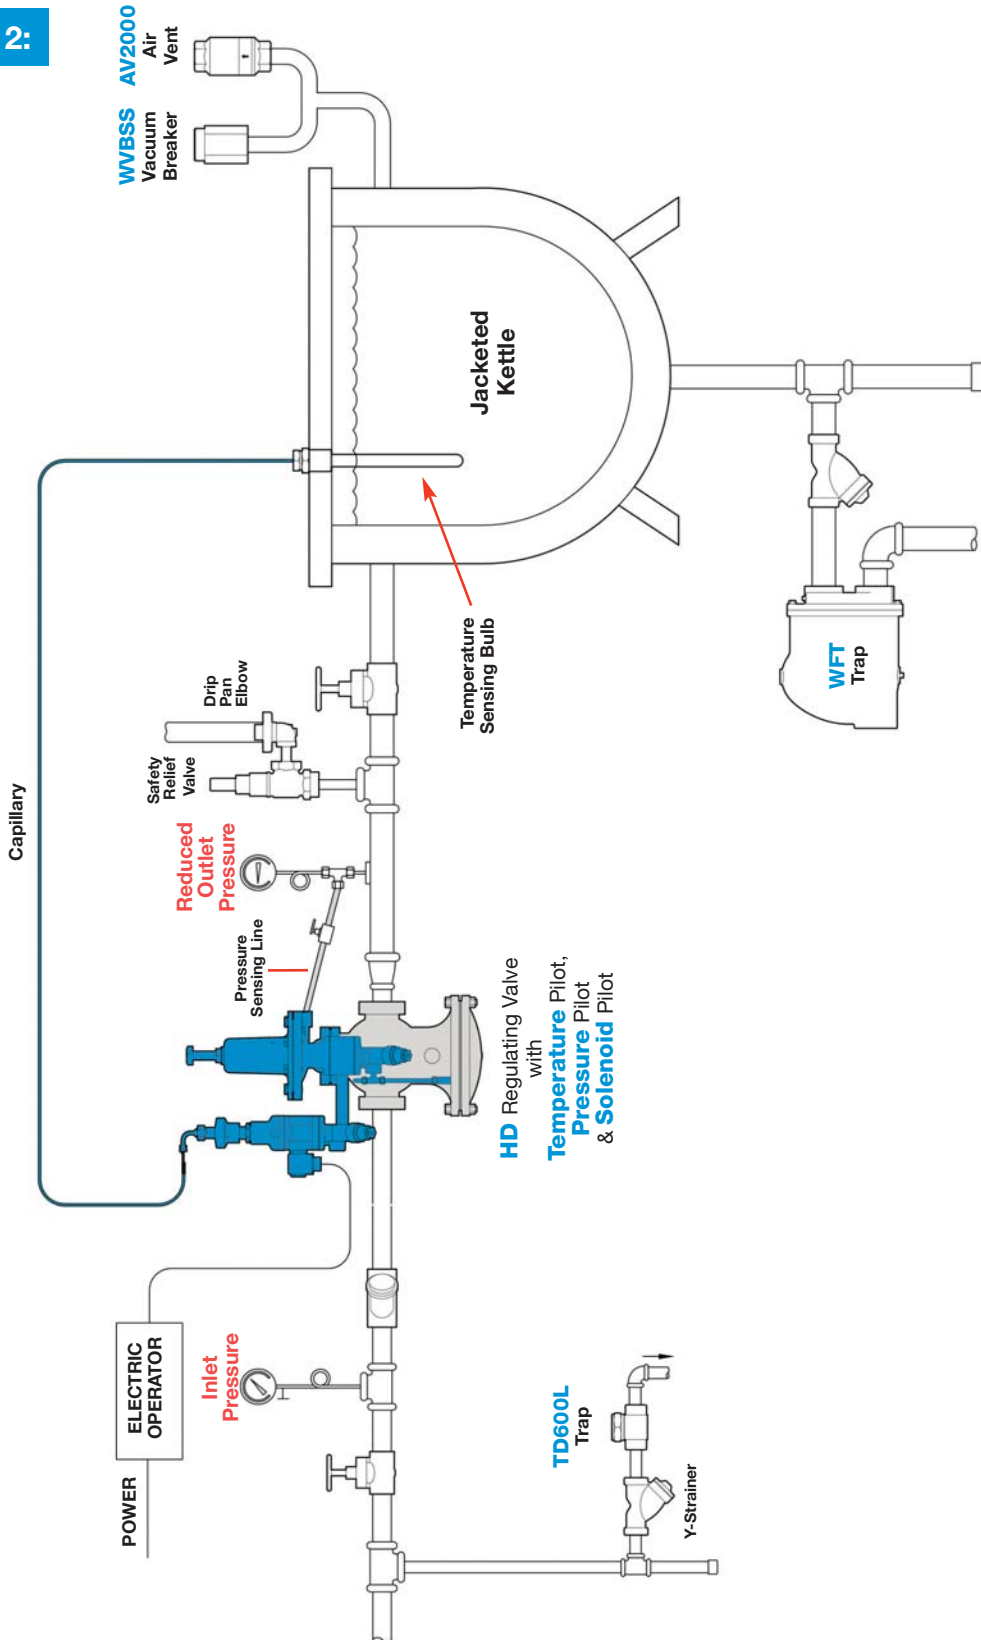 2:
Capillary
POWER
ELECTRIC
OPERATOR
Inlet
Pressure
Pressure
Sensing Line
Reduced
Outlet
Pressure
Safety
Relief
Valve
Drip
Pan
Elbow
WVBSS
Vacuum
Breaker
AV2000
Air
Vent
Temperature
Sensing Bulb
Jacketed
Kettle
HD Regulating Valve
with
Temperature Pilot,
Pressure Pilot
& Solenoid Pilot
TD600L
Trap
Y-Strainer
WFT
Trap